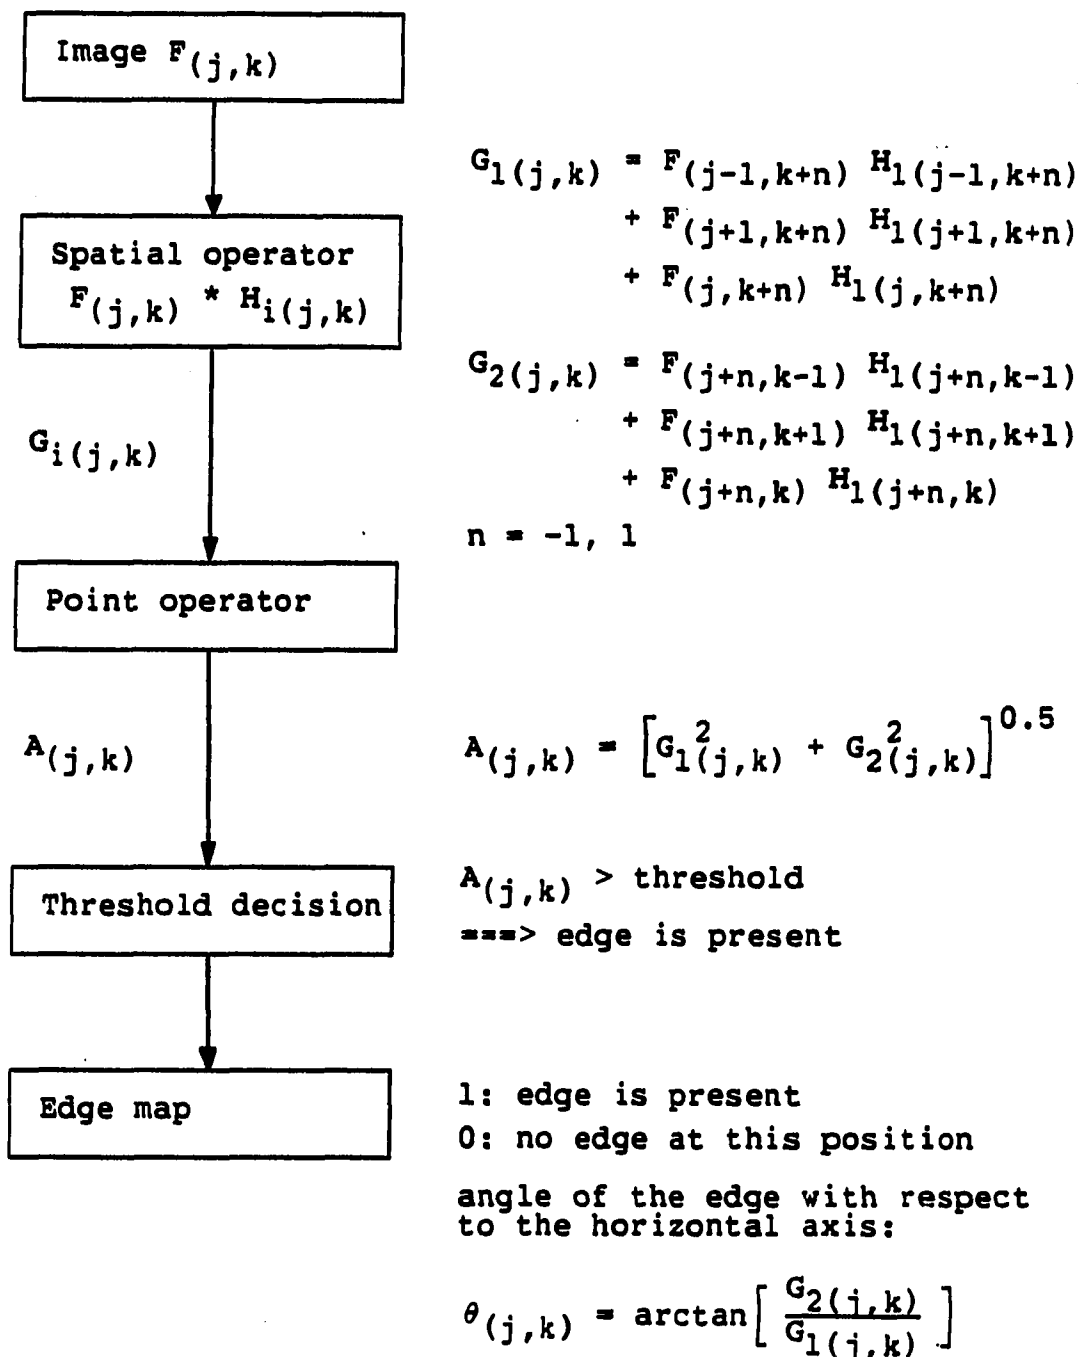 Image F(j,k)
G1(j,k) = F(j-1,k+n) H1(j-1,k+n)
+ F(j+1,k+n) H1(j+1,k+n)
+ F(j,k+n) H1(j,k+n)
Spatial operator
F(j,k) * Hi(j,k)
G2(j,k) = F(j+n,k-1) H1(j+n,k-1)
+ F(j+n,k+1) H1(j+n,k+1)
+ F(j+n,k) H1(j+n,k)
n = -1, 1
Gi(j,k)
Point operator
A(j,k)
A(j,k) = [G1²(j,k) + G2²(j,k)]^0.5
Threshold decision
A(j,k) > threshold
===> edge is present
Edge map
1: edge is present
0: no edge at this position
angle of the edge with respect
to the horizontal axis:
θ(j,k) = arctan[ G2(j,k) / G1(j,k) ]